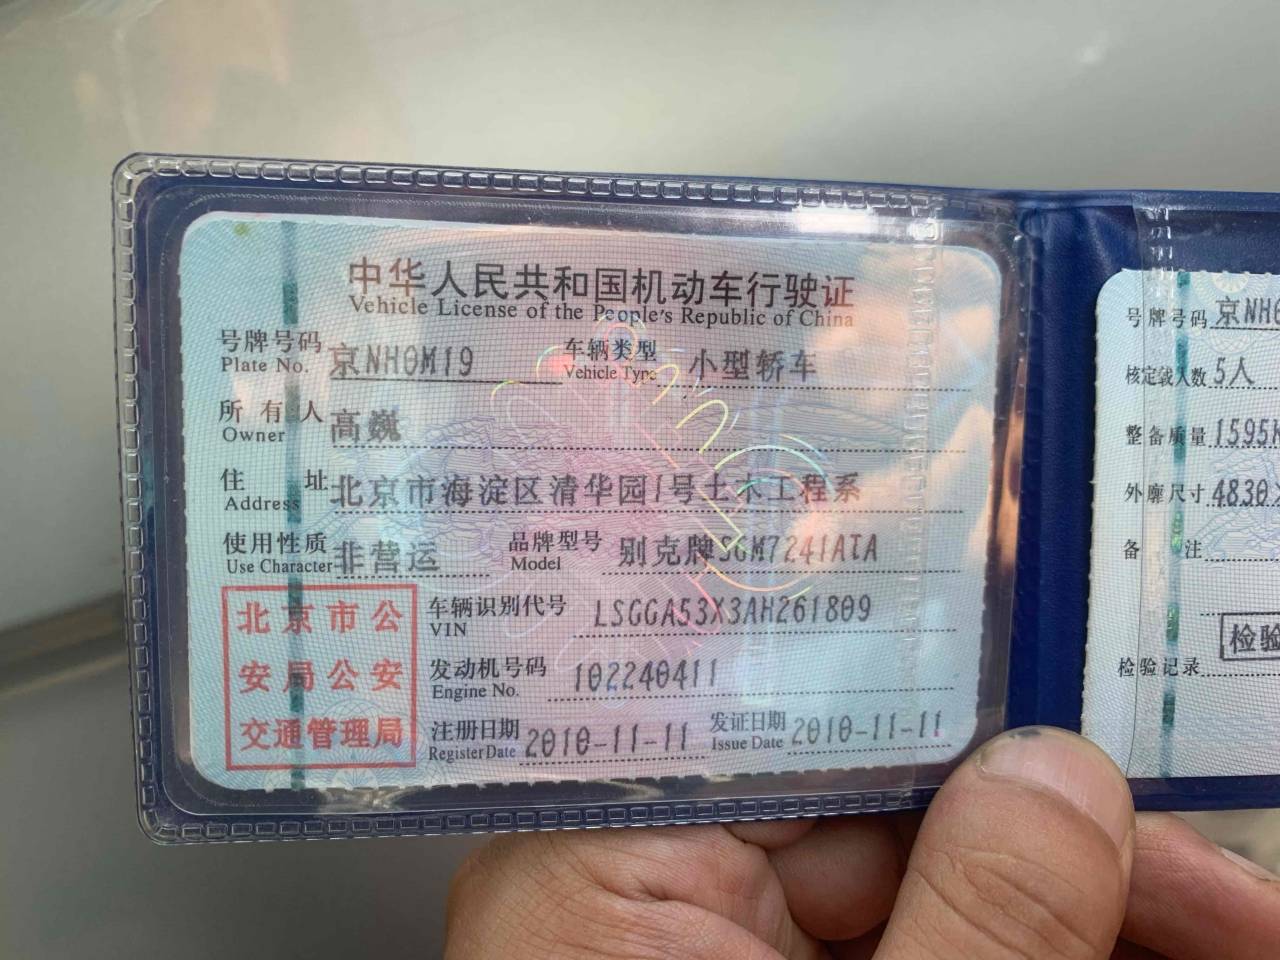 中华人民共和国机动车行驶证
Vehicle License of the People's Republic of China
号牌号码 京NH0M19 车辆类型 小型轿车
Plate No. Vehicle Type
所有人 高巍
Owner
住址 北京市海淀区清华园1号土木工程系
Address
使用性质 非营运 品牌型号 别克牌SGM7241ATA
Use Character Model
北京市公
安局公安
交通管理局
车辆识别代号 LSGGA53X3AH261809
VIN
发动机号码 102240411
Engine No.
注册日期 2010-11-11 发证日期 2010-11-11
Register Date Issue Date
号牌号码 京NH0
核定载人数 5人
整备质量 1595K
外廓尺寸 4830
备注
检验
检验记录